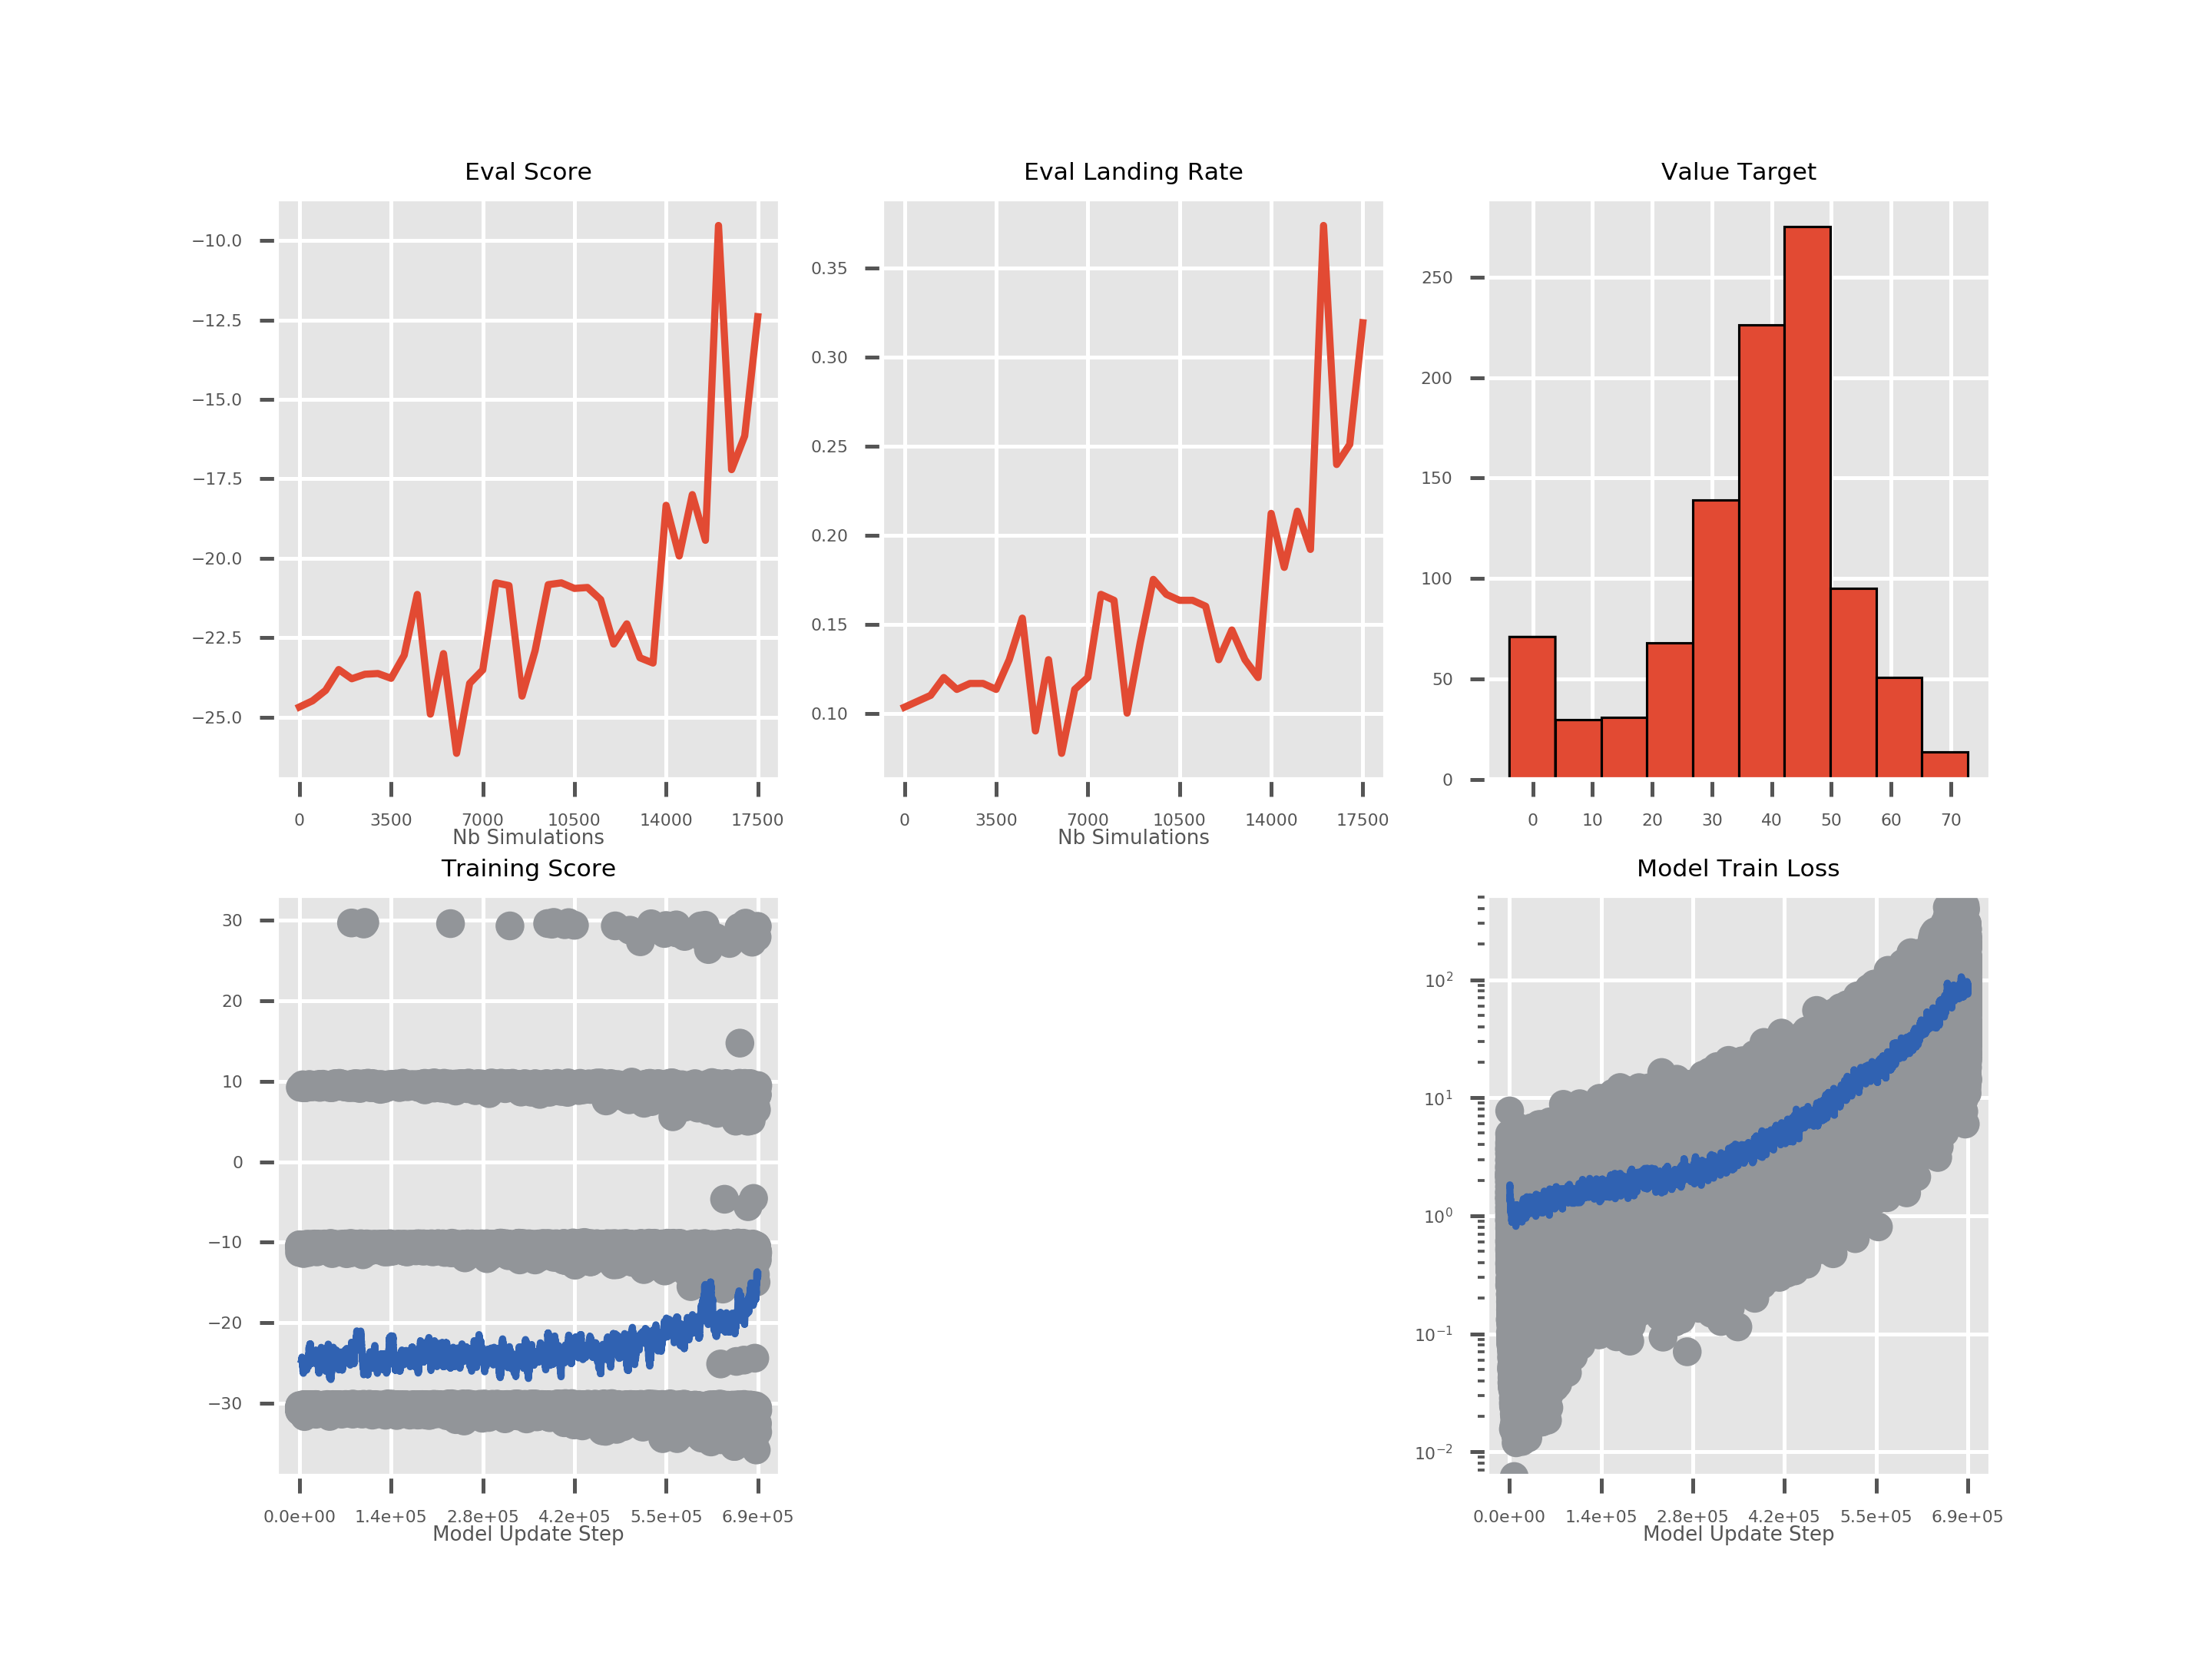 Eval Score
−10.0
−12.5
−15.0
−17.5
−20.0
−22.5
−25.0
0 3500 7000 10500 14000 17500
Nb Simulations
Eval Landing Rate
0.35
0.30
0.25
0.20
0.15
0.10
0 3500 7000 10500 14000 17500
Nb Simulations
Value Target
250
200
150
100
50
0
0 10 20 30 40 50 60 70
Training Score
30
20
10
0
−10
−20
−30
0.0e+00 1.4e+05 2.8e+05 4.2e+05 5.5e+05 6.9e+05
Model Update Step
Model Train Loss
10²
10¹
10⁰
10⁻¹
10⁻²
0.0e+00 1.4e+05 2.8e+05 4.2e+05 5.5e+05 6.9e+05
Model Update Step